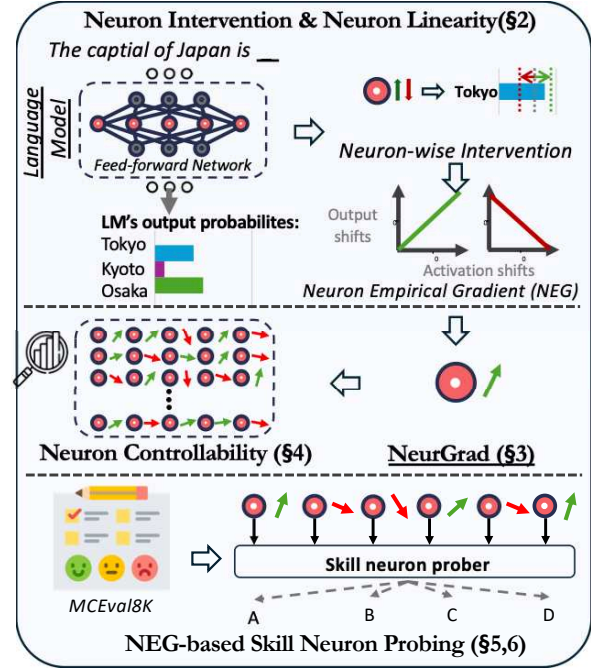 Neuron Intervention & Neuron Linearity(§2)
The captial of Japan is __
Language
Model
Feed-forward Network
Tokyo
Neuron-wise Intervention
LM's output probabilites:
Tokyo
Kyoto
Osaka
Output
shifts
Activation shifts
Neuron Empirical Gradient (NEG)
Neuron Controllability (§4)
NeurGrad (§3)
MCEval8K
Skill neuron prober
A B C D
NEG-based Skill Neuron Probing (§5,6)